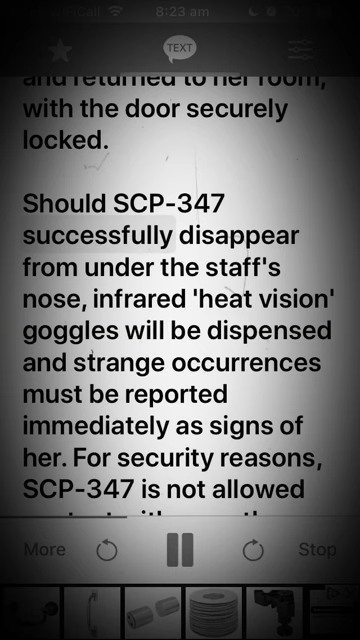 8:23 am
TEXT
and returned to her room,
with the door securely
locked.
Should SCP-347
successfully disappear
from under the staff's
nose, infrared 'heat vision'
goggles will be dispensed
and strange occurrences
must be reported
immediately as signs of
her. For security reasons,
SCP-347 is not allowed
More
Stop